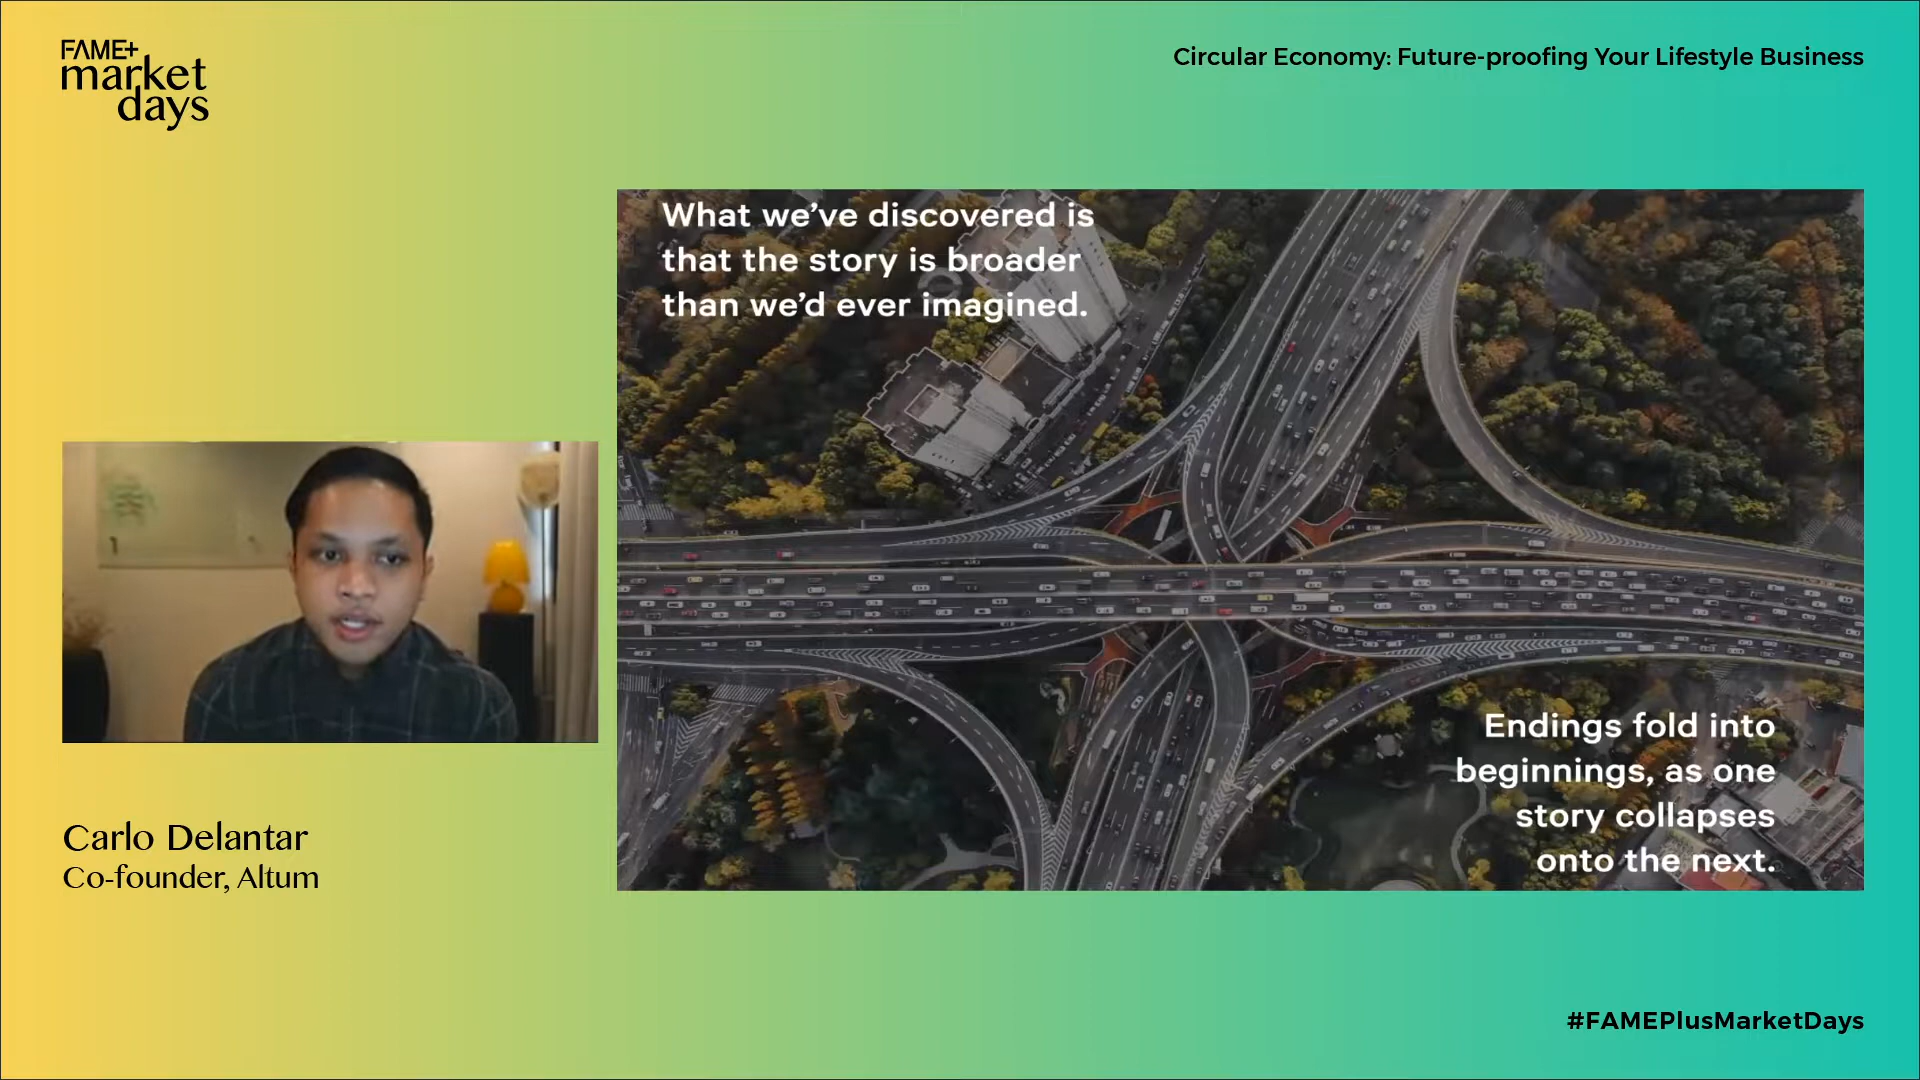 FAME+
market
days
Circular Economy: Future-proofing Your Lifestyle Business
What we've discovered is
that the story is broader
than we'd ever imagined.
Endings fold into
beginnings, as one
story collapses
onto the next.
Carlo Delantar
Co-founder, Altum
#FAMEPlusMarketDays